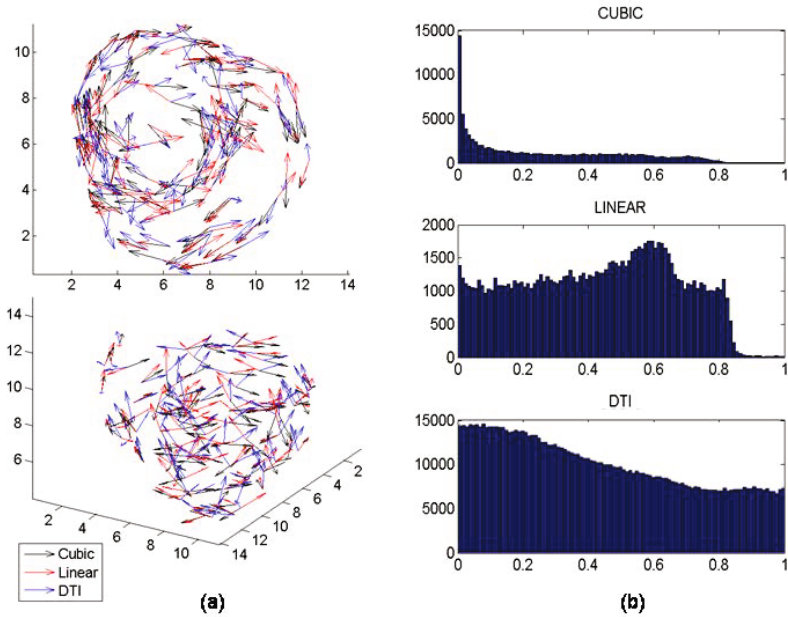 10
8
6
4
2
2 4 6 8 10 12 14
14
12
10
8
6
2 4 6 8 10
14 12 10 8 6 4 2
Cubic
Linear
DTI
(a)
CUBIC
15000
10000
5000
0
0 0.2 0.4 0.6 0.8 1
LINEAR
2000
1500
1000
500
0
0 0.2 0.4 0.6 0.8 1
DTI
15000
10000
5000
0
0 0.2 0.4 0.6 0.8 1
(b)